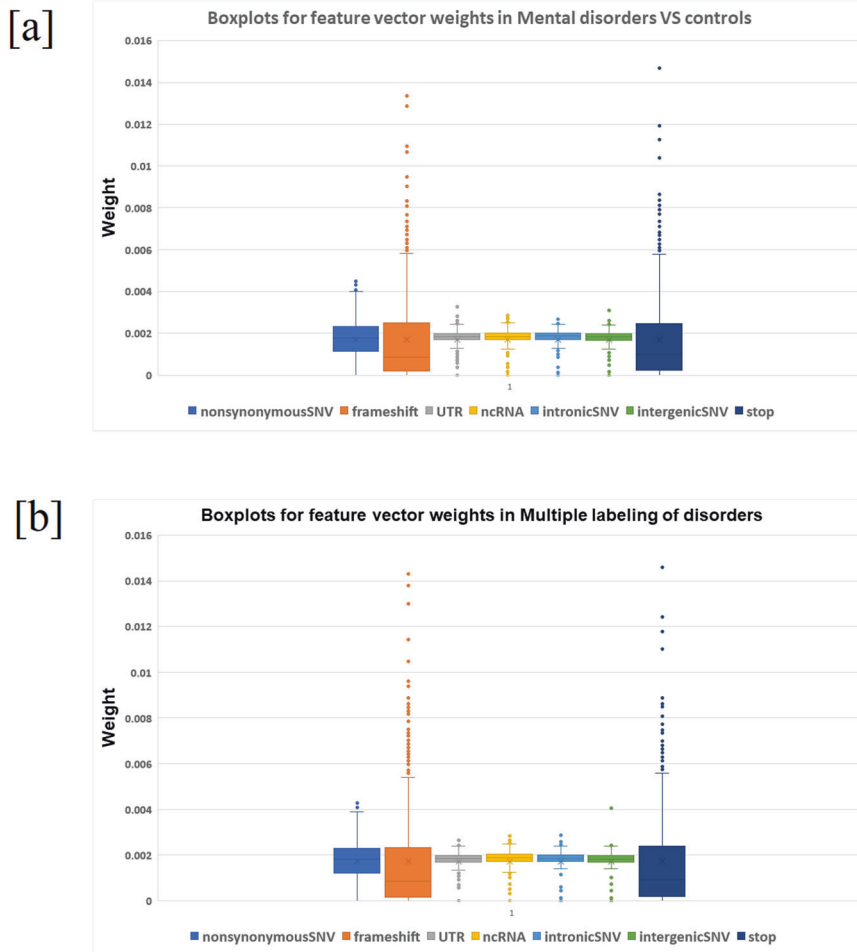 [a]
Boxplots for feature vector weights in Mental disorders VS controls
0.016
0.014
0.012
0.01
0.008
0.006
0.004
0.002
0
Weight
1
nonsynonymousSNV frameshift UTR ncRNA intronicSNV intergenicSNV stop
[b]
Boxplots for feature vector weights in Multiple labeling of disorders
0.016
0.014
0.012
0.01
0.008
0.006
0.004
0.002
0
Weight
1
nonsynonymousSNV frameshift UTR ncRNA intronicSNV intergenicSNV stop